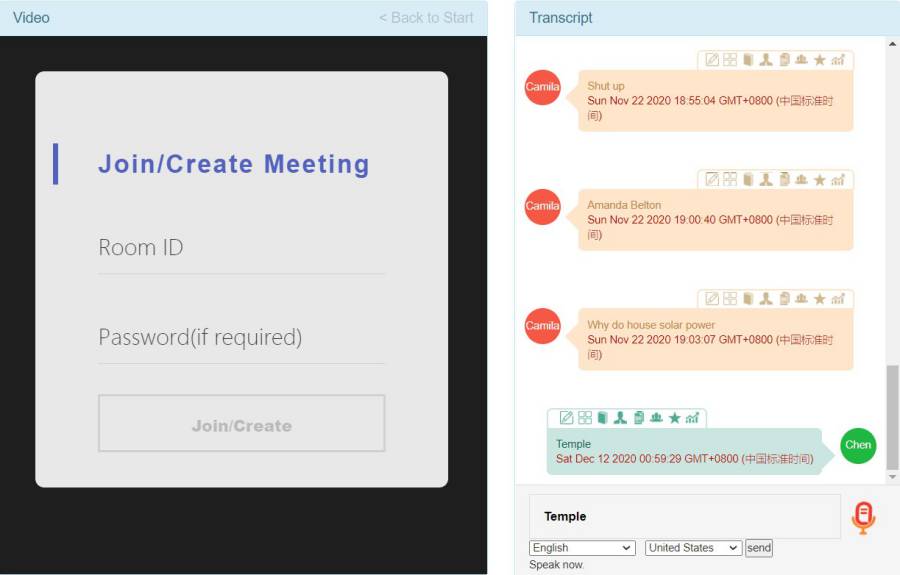 Video
< Back to Start
Join/Create Meeting
Room ID
Password(if required)
Join/Create
Transcript
Camila
Shut up
Sun Nov 22 2020 18:55:04 GMT+0800 (中国标准时
间)
Camila
Amanda Belton
Sun Nov 22 2020 19:00:40 GMT+0800 (中国标准时
间)
Camila
Why do house solar power
Sun Nov 22 2020 19:03:07 GMT+0800 (中国标准时
间)
Temple
Sat Dec 12 2020 00:59:29 GMT+0800 (中国标准时间)
Chen
Temple
English
United States
send
Speak now.